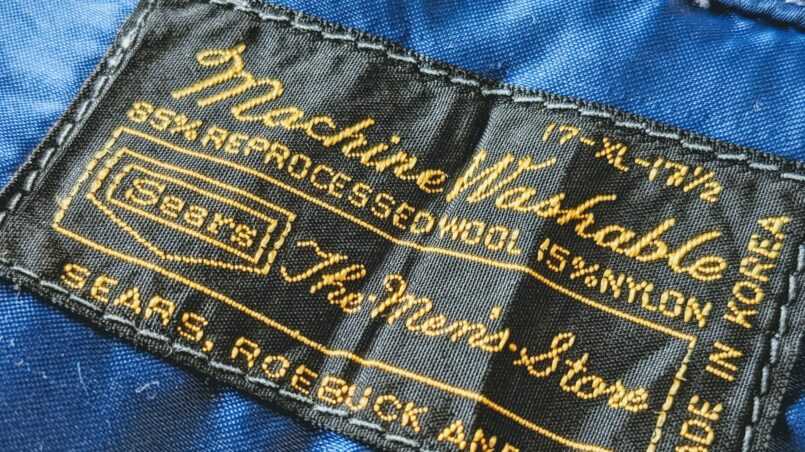 17-XL-17½
Machine Washable
85% REPROCESSED WOOL 15% NYLON
Sears
The Men's Store
SEARS, ROEBUCK AN
MADE IN KOREA